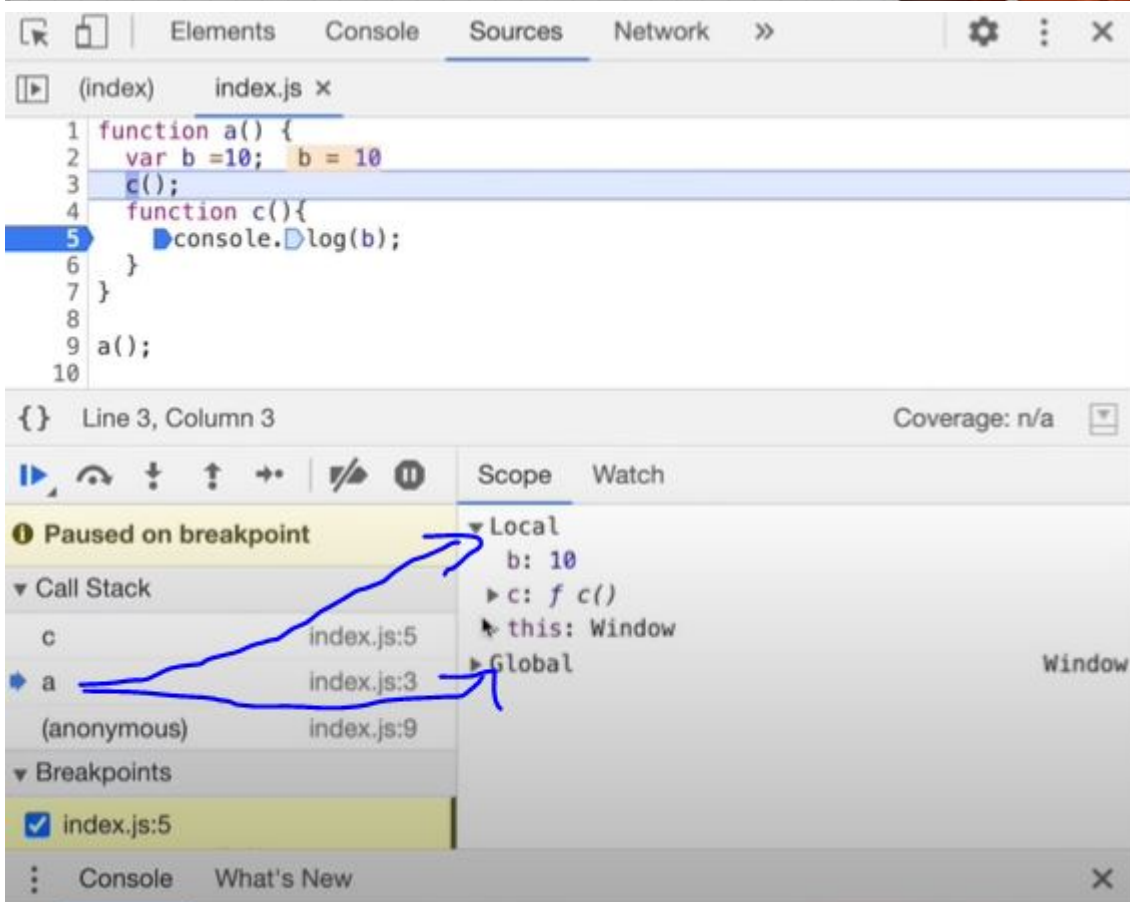 Elements Console Sources Network »
(index) index.js ×
1 function a() {
2 var b =10; b = 10
3 c();
4 function c(){
5 console.log(b);
6 }
7 }
8
9 a();
10
{} Line 3, Column 3 Coverage: n/a
Scope Watch
Paused on breakpoint
Call Stack
c index.js:5
a index.js:3
(anonymous) index.js:9
Breakpoints
index.js:5
Local
b: 10
c: ƒ c()
this: Window
Global Window
Console What's New